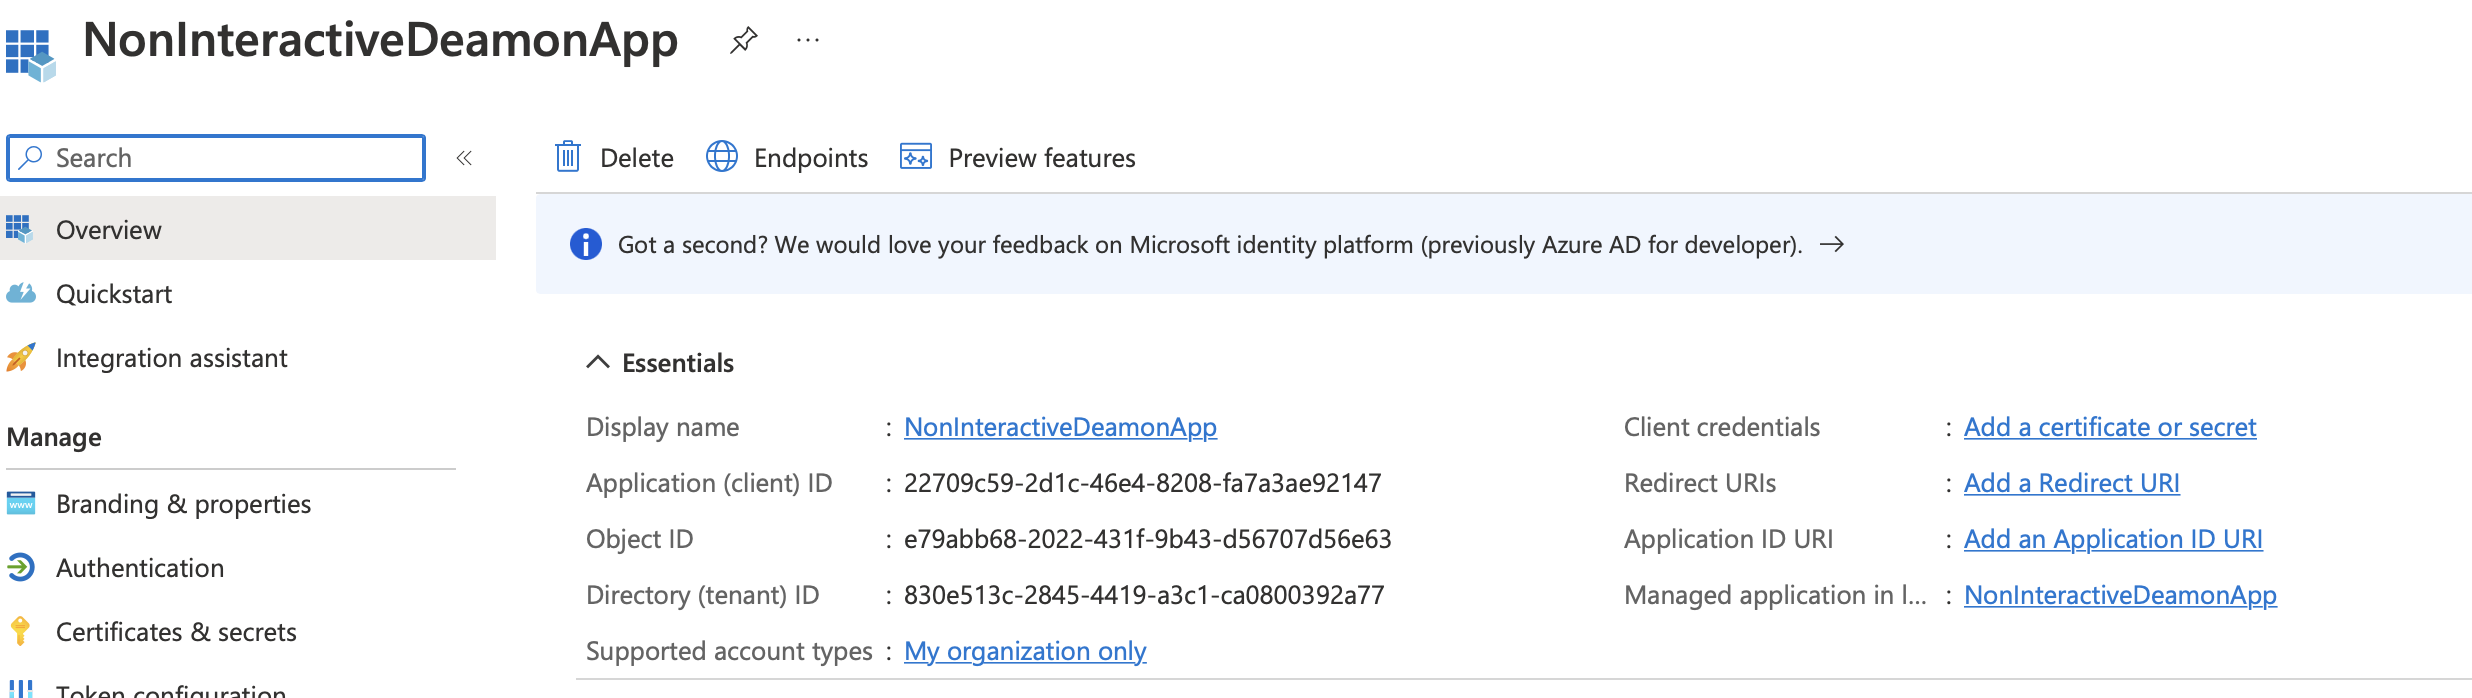 NonInteractiveDeamonApp
Search
Overview
Quickstart
Integration assistant
Manage
Branding & properties
Authentication
Certificates & secrets
Token configuration
Delete Endpoints Preview features
Got a second? We would love your feedback on Microsoft identity platform (previously Azure AD for developer). →
Essentials
Display name : NonInteractiveDeamonApp
Application (client) ID : 22709c59-2d1c-46e4-8208-fa7a3ae92147
Object ID : e79abb68-2022-431f-9b43-d56707d56e63
Directory (tenant) ID : 830e513c-2845-4419-a3c1-ca0800392a77
Supported account types : My organization only
Client credentials : Add a certificate or secret
Redirect URIs : Add a Redirect URI
Application ID URI : Add an Application ID URI
Managed application in l... : NonInteractiveDeamonApp